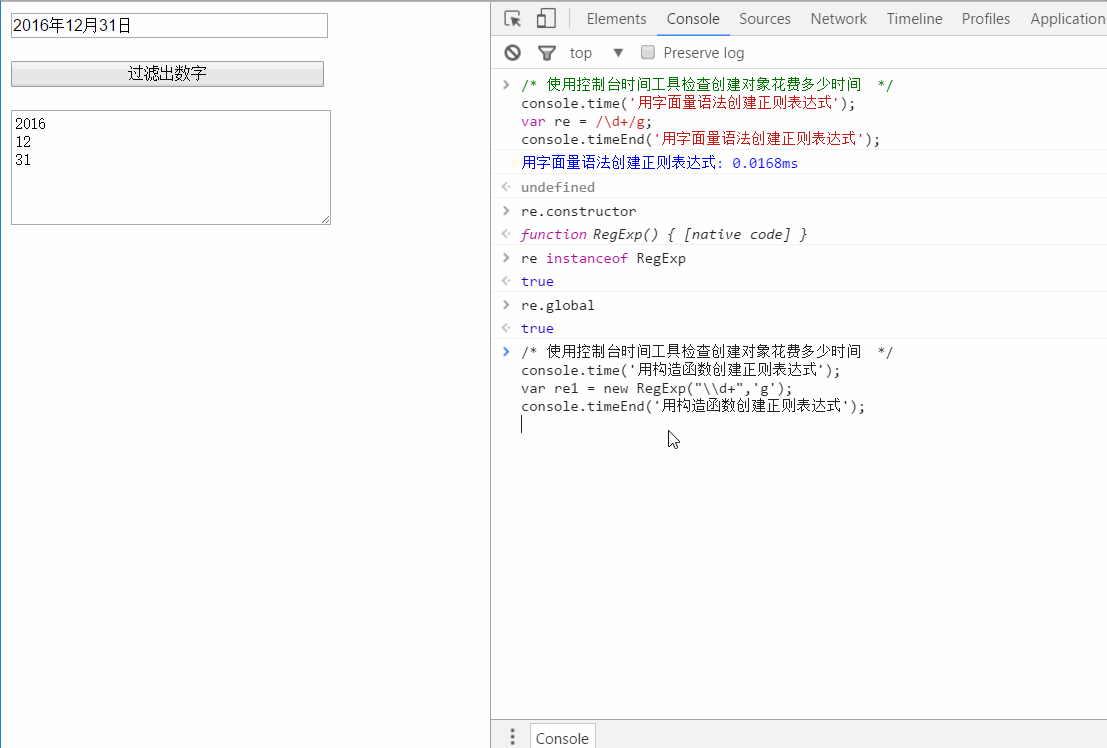 2016年12月31日
过滤出数字
2016
12
31
Elements Console Sources Network Timeline Profiles Application
top ▼ Preserve log
/* 使用控制台时间工具检查创建对象花费多少时间 */
console.time('用字面量语法创建正则表达式');
var re = /\d+/g;
console.timeEnd('用字面量语法创建正则表达式');
用字面量语法创建正则表达式: 0.0168ms
undefined
re.constructor
function RegExp() { [native code] }
re instanceof RegExp
true
re.global
true
/* 使用控制台时间工具检查创建对象花费多少时间 */
console.time('用构造函数创建正则表达式');
var re1 = new RegExp("\\d+",'g');
console.timeEnd('用构造函数创建正则表达式');
Console